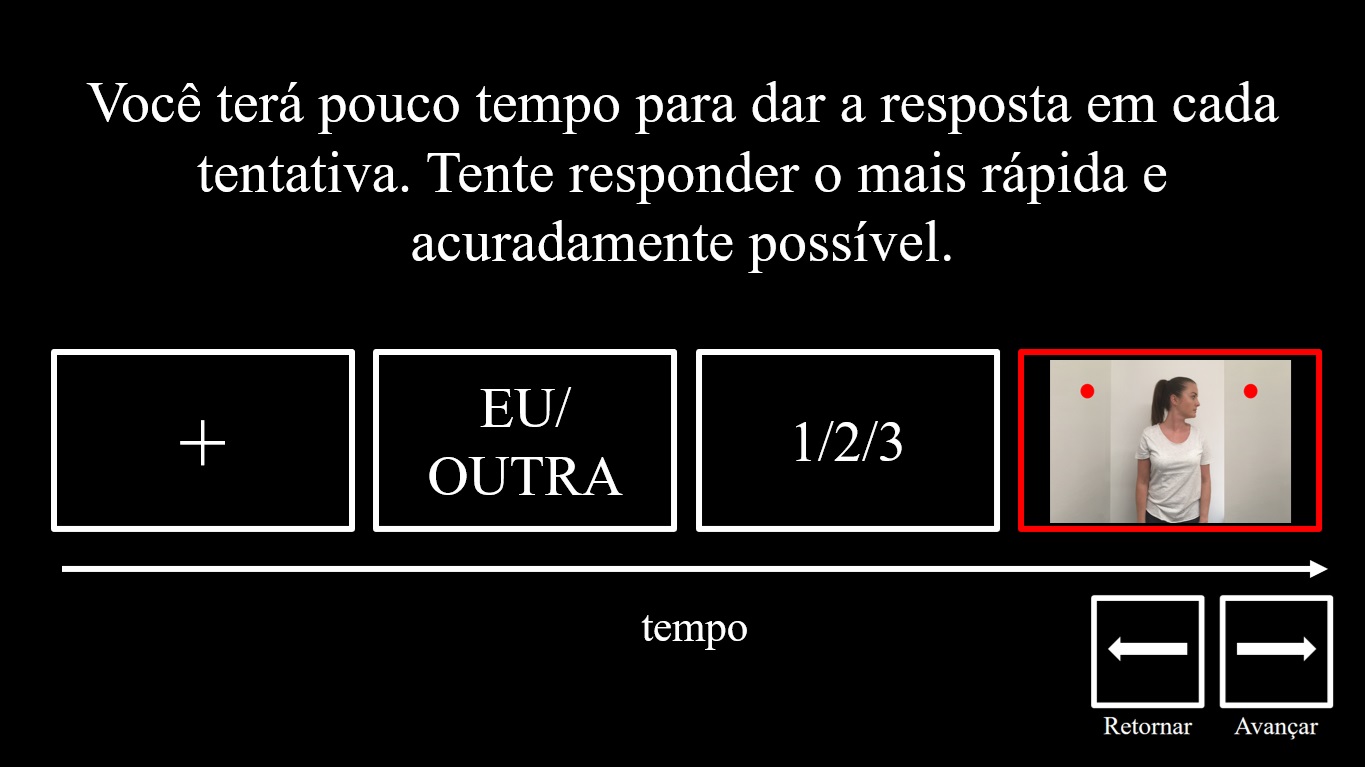 Você terá pouco tempo para dar a resposta em cada
tentativa. Tente responder o mais rápida e
acuradamente possível.
+
EU/
OUTRA
1/2/3
tempo
Retornar
Avançar